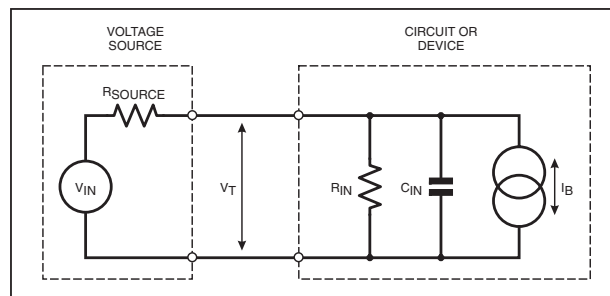 VOLTAGE
SOURCE
CIRCUIT OR
DEVICE
RSOURCE
VIN
VT
RIN
CIN
IB